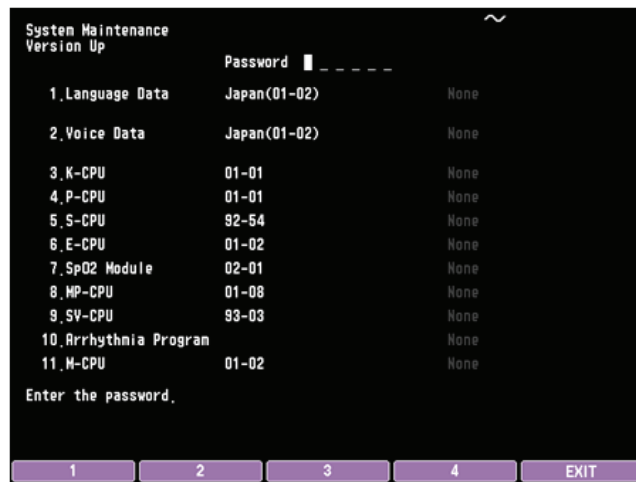 System Maintenance
Version Up
Password _ _ _ _ _
1.Language Data Japan(01-02) None
2.Voice Data Japan(01-02) None
3.K-CPU 01-01 None
4.P-CPU 01-01 None
5.S-CPU 92-54 None
6.E-CPU 01-02 None
7.SpO2 Module 02-01 None
8.MP-CPU 01-08 None
9.SV-CPU 93-03 None
10.Arrhythmia Program None
11.M-CPU 01-02 None
Enter the password.
1 2 3 4 EXIT